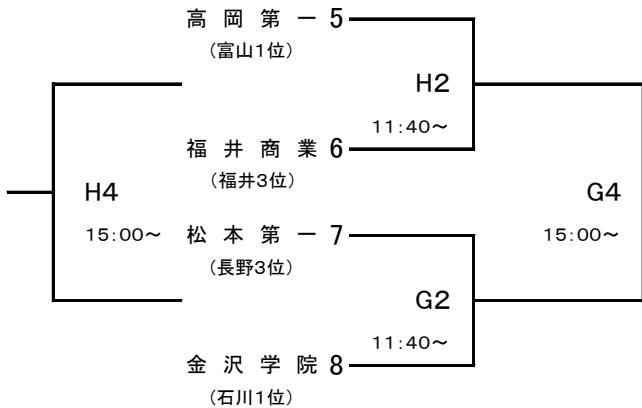 高岡第一 5
(富山1位)
H2
11:40～
福井商業 6
(福井3位)
H4
G4
15:00～
松本第一 7
15:00～
(長野3位)
G2
11:40～
金沢学院 8
(石川1位)